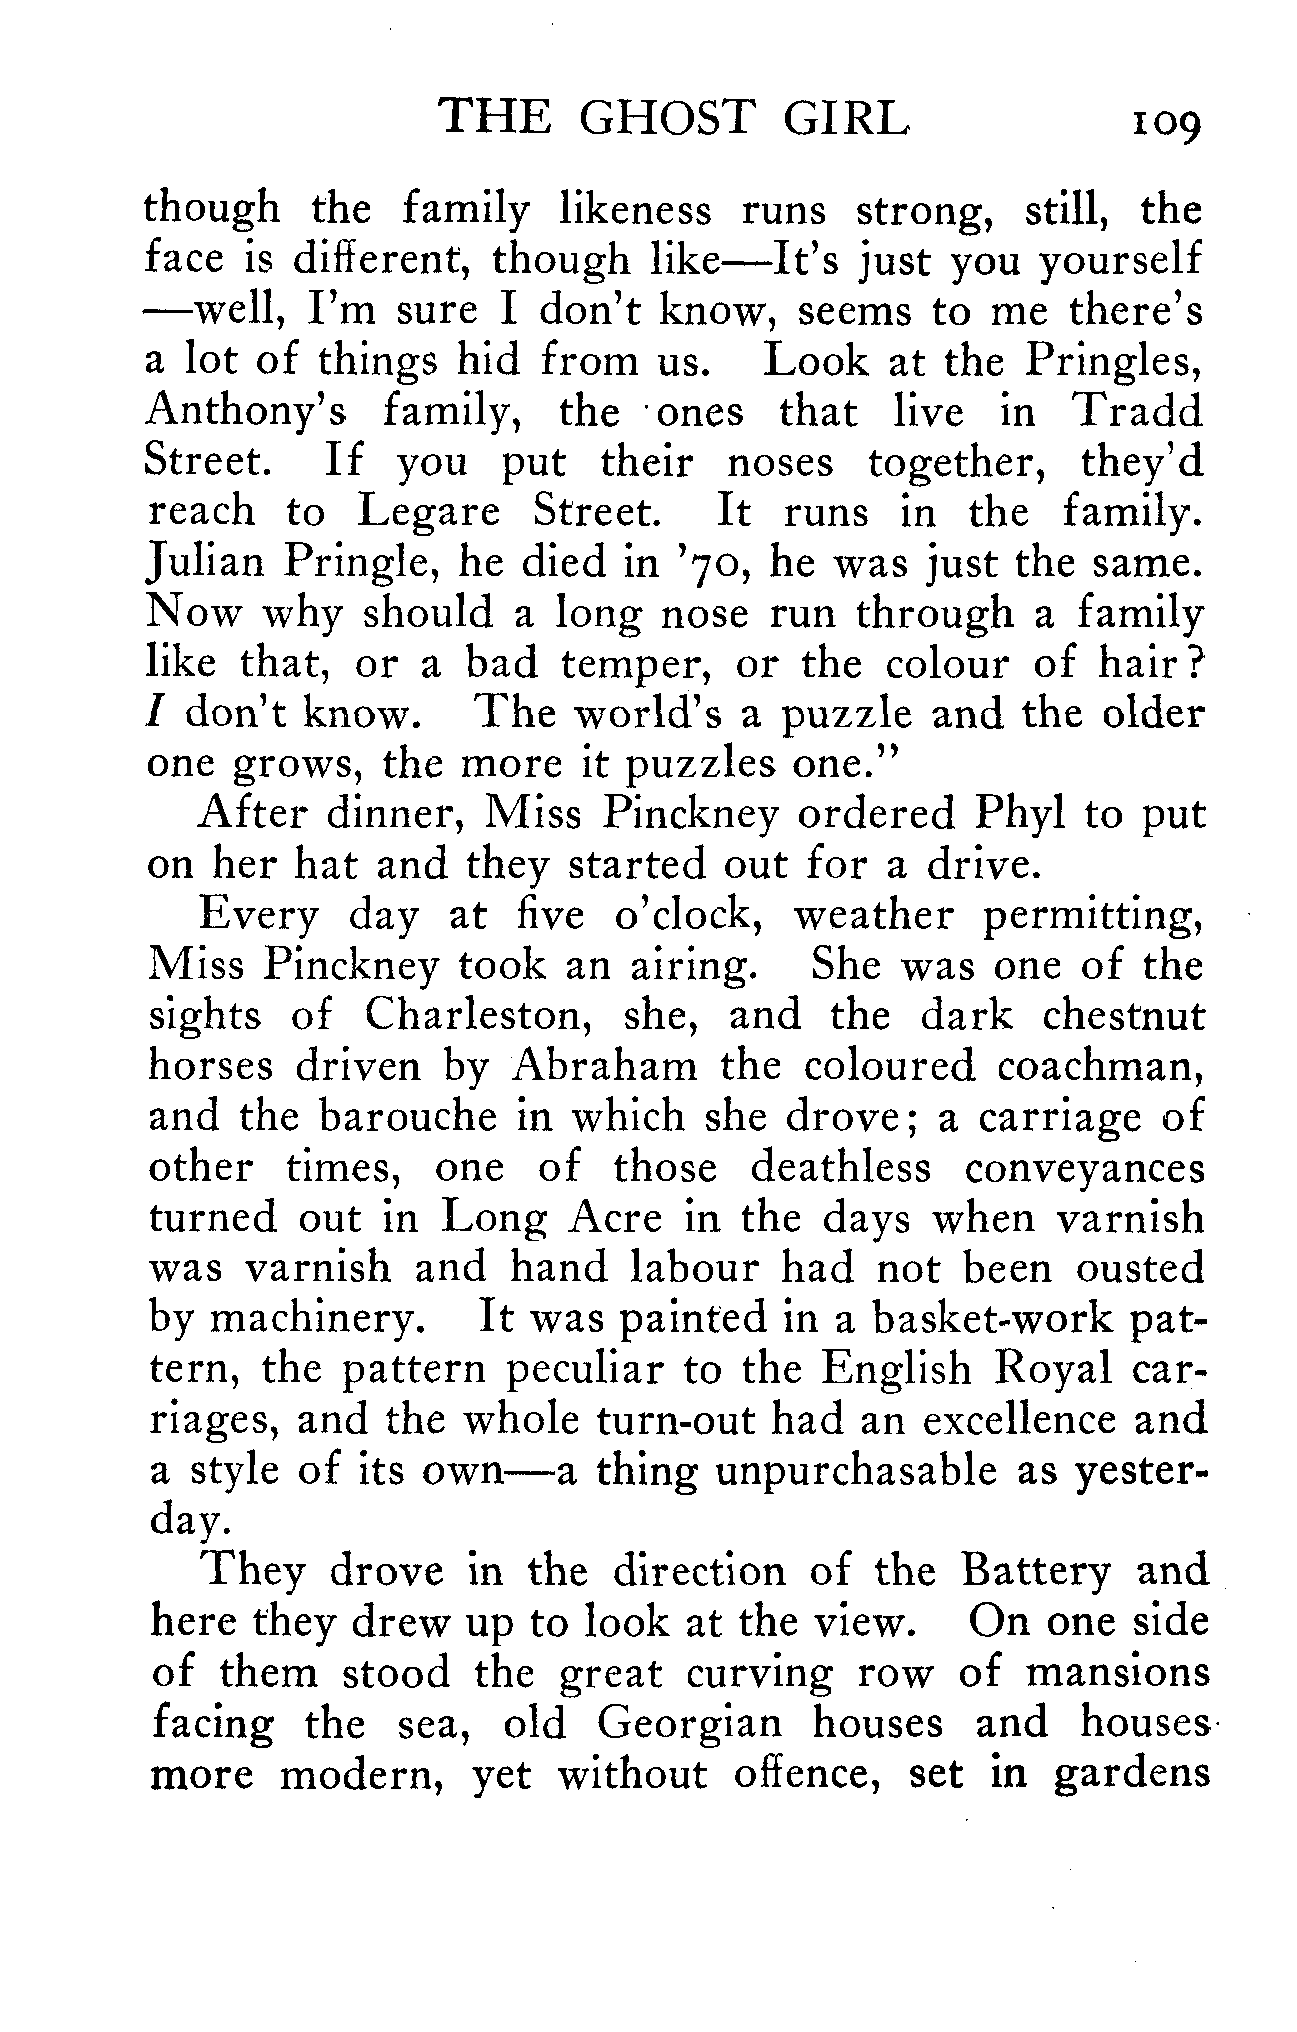 THE GHOST GIRL 109
though the family likeness runs strong, still, the
face is different, though like—It's just you yourself
—well, I'm sure I don't know, seems to me there's
a lot of things hid from us. Look at the Pringles,
Anthony's family, the ones that live in Tradd
Street. If you put their noses together, they'd
reach to Legare Street. It runs in the family.
Julian Pringle, he died in '70, he was just the same.
Now why should a long nose run through a family
like that, or a bad temper, or the colour of hair?
I don't know. The world's a puzzle and the older
one grows, the more it puzzles one."
After dinner, Miss Pinckney ordered Phyl to put
on her hat and they started out for a drive.
Every day at five o'clock, weather permitting,
Miss Pinckney took an airing. She was one of the
sights of Charleston, she, and the dark chestnut
horses driven by Abraham the coloured coachman,
and the barouche in which she drove; a carriage of
other times, one of those deathless conveyances
turned out in Long Acre in the days when varnish
was varnish and hand labour had not been ousted
by machinery. It was painted in a basket-work pat-
tern, the pattern peculiar to the English Royal car-
riages, and the whole turn-out had an excellence and
a style of its own—a thing unpurchasable as yester-
day.
They drove in the direction of the Battery and
here they drew up to look at the view. On one side
of them stood the great curving row of mansions
facing the sea, old Georgian houses and houses
more modern, yet without offence, set in gardens